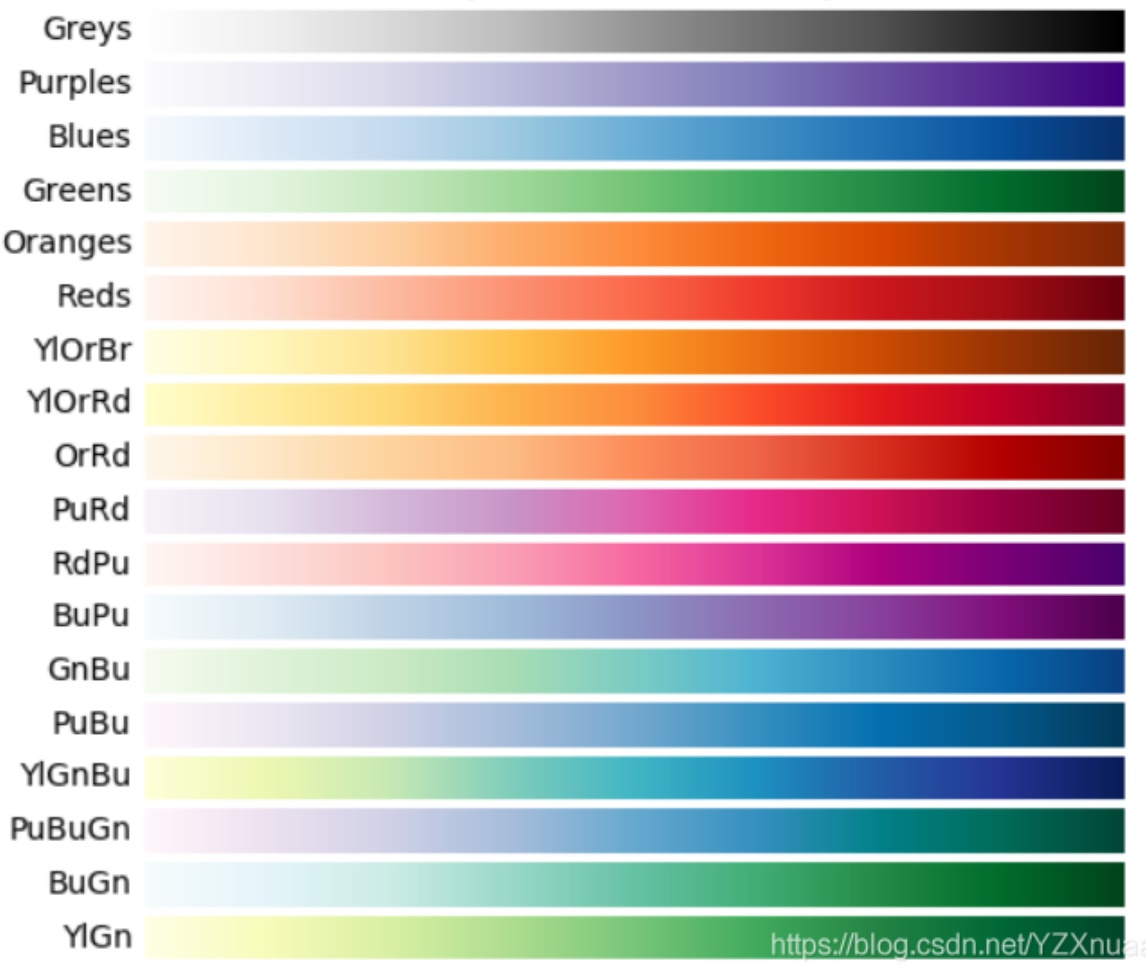 Greys
Purples
Blues
Greens
Oranges
Reds
YlOrBr
YlOrRd
OrRd
PuRd
RdPu
BuPu
GnBu
PuBu
YlGnBu
PuBuGn
BuGn
YlGn
https://blog.csdn.net/YZXnuaa